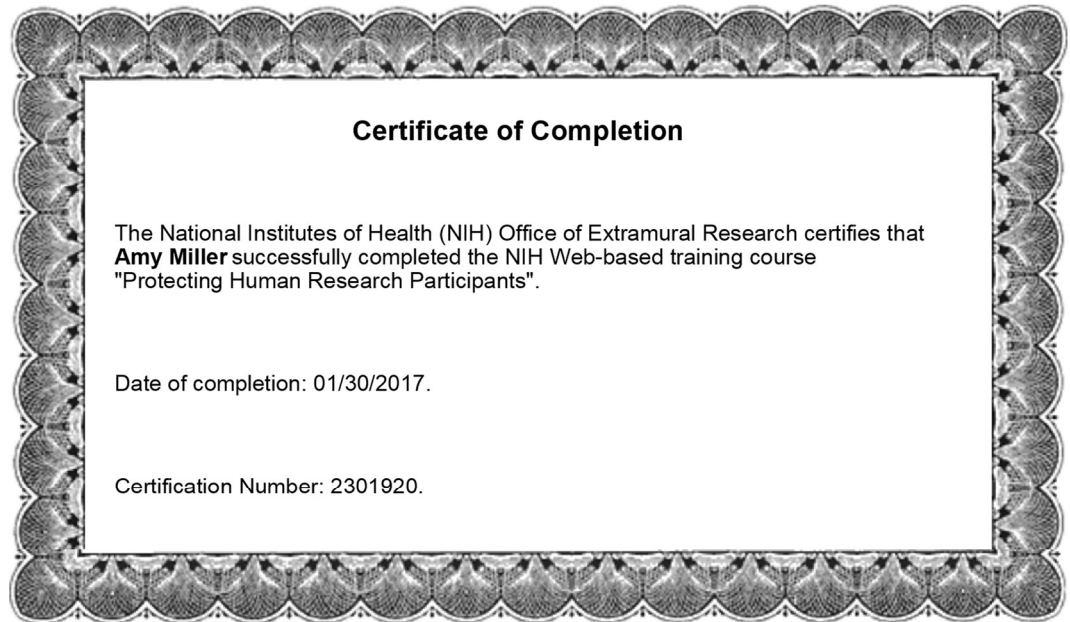 Certificate of Completion
The National Institutes of Health (NIH) Office of Extramural Research certifies that
Amy Miller successfully completed the NIH Web-based training course
"Protecting Human Research Participants".
Date of completion: 01/30/2017.
Certification Number: 2301920.